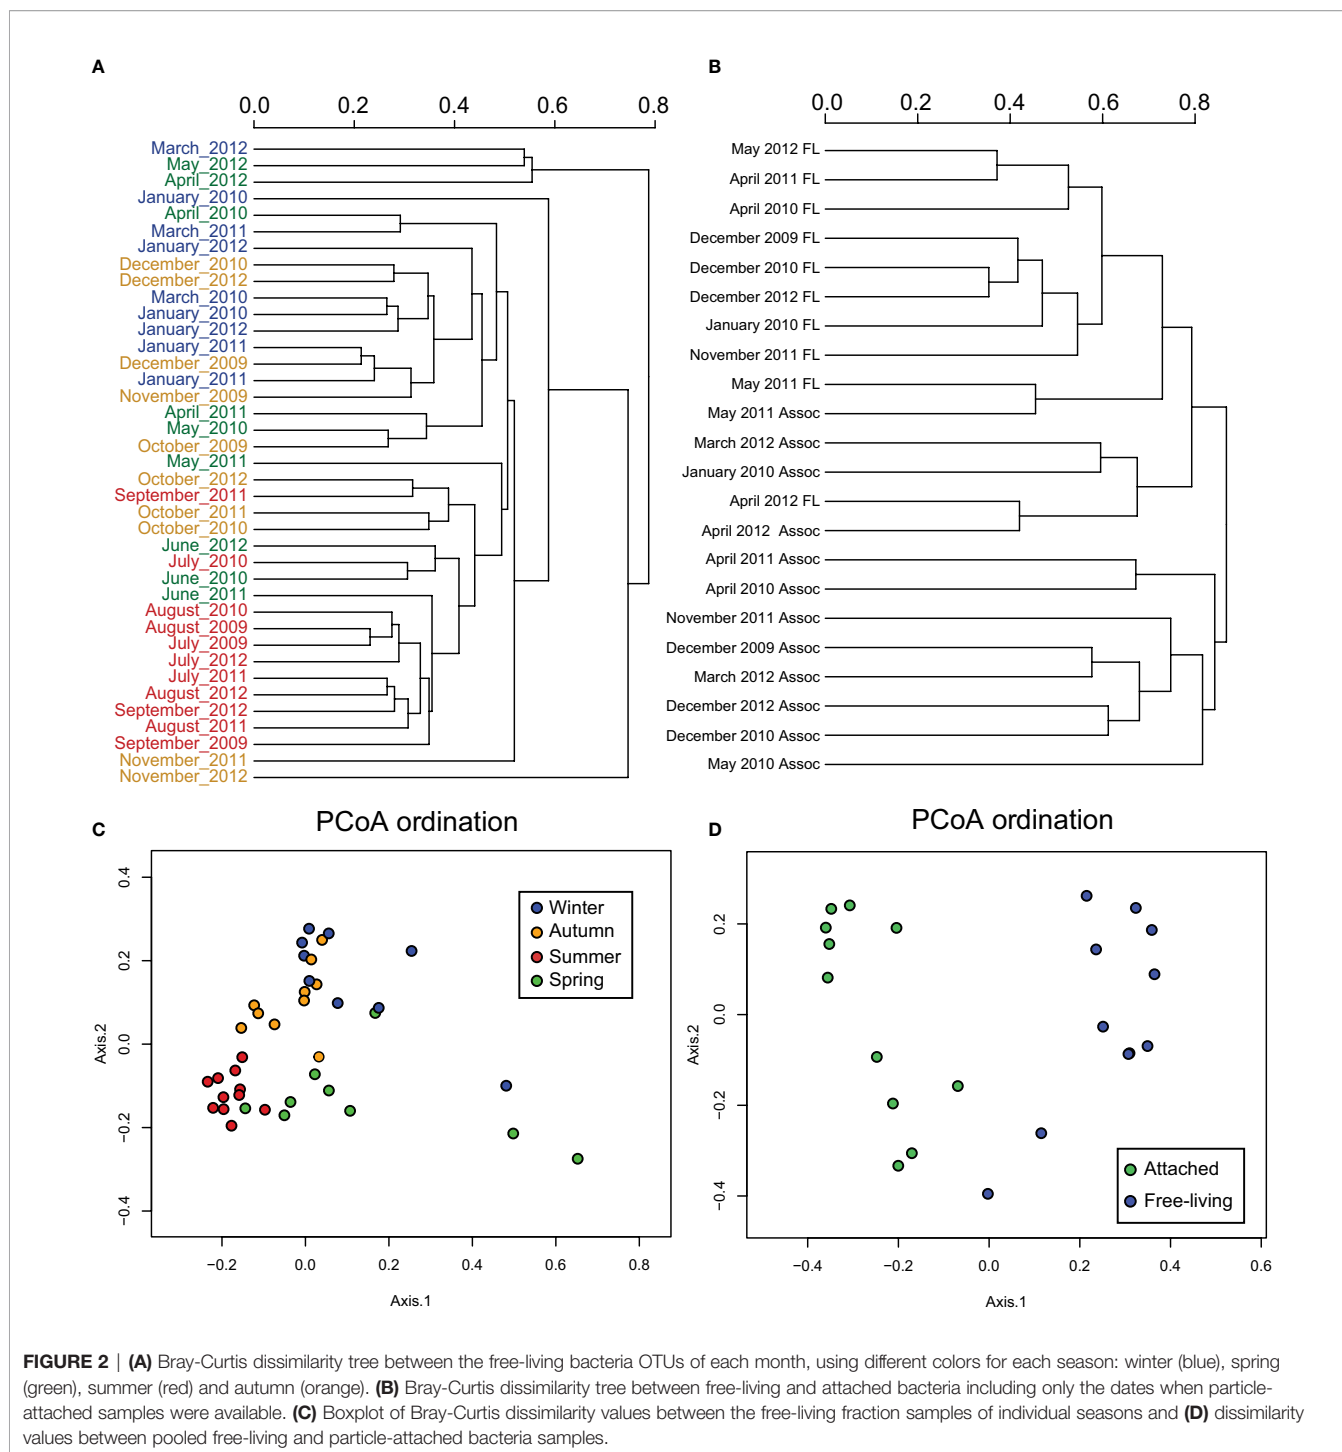 A
B
0.0 0.2 0.4 0.6 0.8
0.0 0.2 0.4 0.6 0.8
March_2012
May_2012
April_2012
January_2010
April_2010
March_2011
January_2012
December_2010
December_2012
March_2010
January_2010
January_2012
January_2011
December_2009
January_2011
November_2009
April_2011
May_2010
October_2009
May_2011
October_2012
September_2011
October_2011
October_2010
June_2012
July_2010
June_2010
June_2011
August_2010
August_2009
July_2009
July_2012
July_2011
August_2012
September_2012
August_2011
September_2009
November_2011
November_2012
May 2012 FL
April 2011 FL
April 2010 FL
December 2009 FL
December 2010 FL
December 2012 FL
January 2010 FL
November 2011 FL
May 2011 FL
May 2011 Assoc
March 2012 Assoc
January 2010 Assoc
April 2012 FL
April 2012  Assoc
April 2011 Assoc
April 2010 Assoc
November 2011 Assoc
December 2009 Assoc
March 2012 Assoc
December 2012 Assoc
December 2010 Assoc
May 2010 Assoc
C
PCoA ordination
0.4
0.2
0.0
−0.2
−0.4
Axis.2
Winter
Autumn
Summer
Spring
−0.2 0.0 0.2 0.4 0.6 0.8
Axis.1
D
PCoA ordination
0.2
0.0
−0.2
−0.4
Axis.2
Attached
Free-living
−0.4 −0.2 0.0 0.2 0.4 0.6
Axis.1
FIGURE 2 | (A) Bray-Curtis dissimilarity tree between the free-living bacteria OTUs of each month, using different colors for each season: winter (blue), spring
(green), summer (red) and autumn (orange). (B) Bray-Curtis dissimilarity tree between free-living and attached bacteria including only the dates when particle-
attached samples were available. (C) Boxplot of Bray-Curtis dissimilarity values between the free-living fraction samples of individual seasons and (D) dissimilarity
values between pooled free-living and particle-attached bacteria samples.